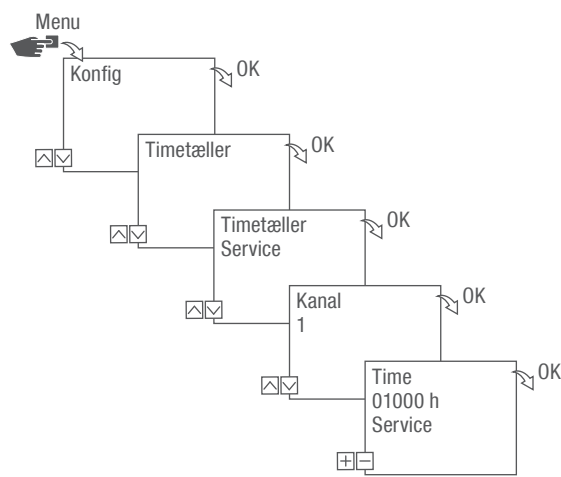 Menu
Konfig
OK
Timetæller
OK
Timetæller
Service
OK
Kanal
1
OK
Time
01000 h
Service
OK